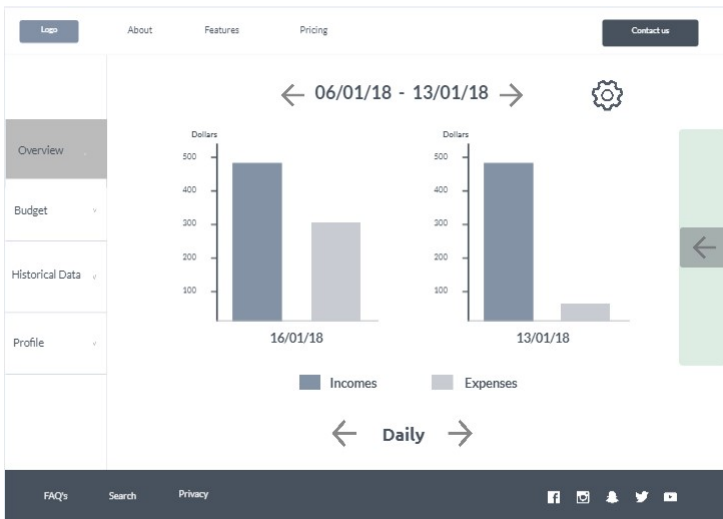 Logo
About
Features
Pricing
Contact us
06/01/18 - 13/01/18
Overview
Budget
Historical Data
Profile
Dollars
500
400
300
200
100
16/01/18
Dollars
500
400
300
200
100
13/01/18
Incomes
Expenses
Daily
FAQ's
Search
Privacy